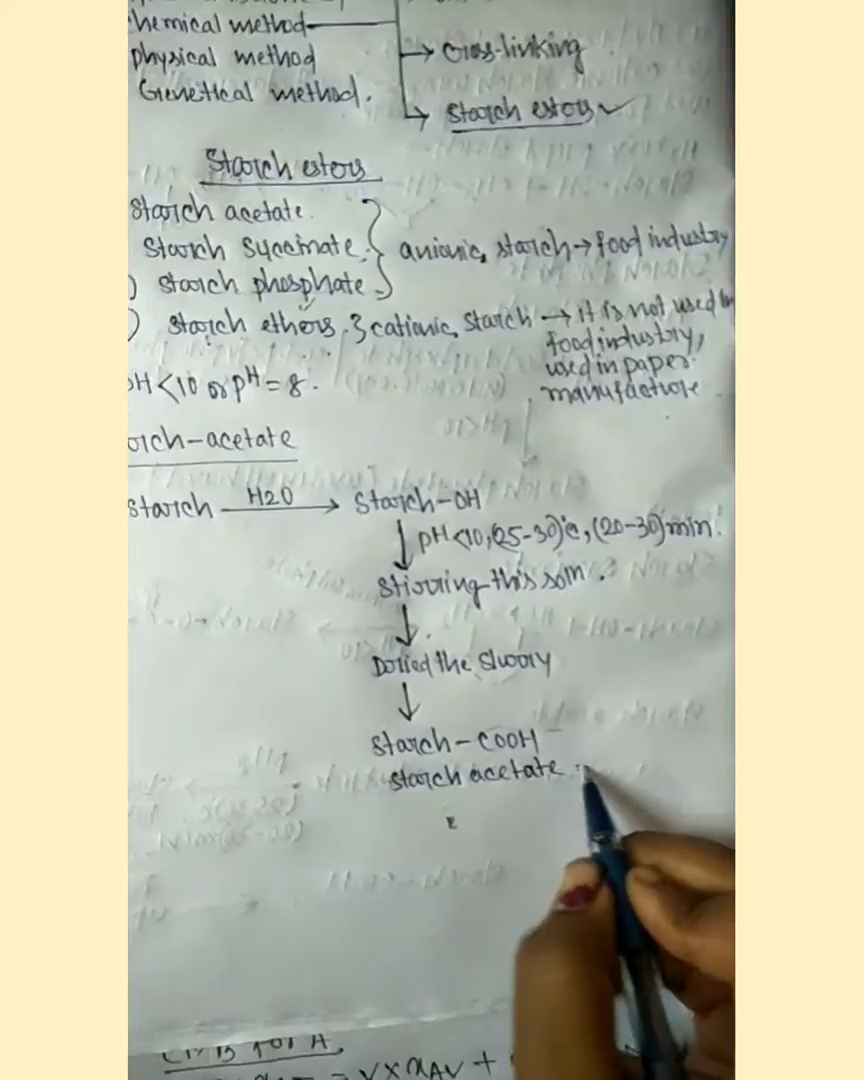 hemical method
physical method
Genetical method.
→ Cross-linking
→ Starch esters ✓
Starch esters
Starch acetate.
Starch Succinate.
) Starch phosphate.
} anionic, starch → food industry
) Starch ethers. } cationic, starch → it is not used in
food industry,
used in paper
manufacture
pH < 10 or pH = 8.
arch-acetate
Starch H2O → Starch-OH
↓ pH<10, (25-30)°c, (20-30) min.
Stirring this soln.
↓
Dried the Slurry
↓
Starch-COOH
starch acetate.
= V x
+